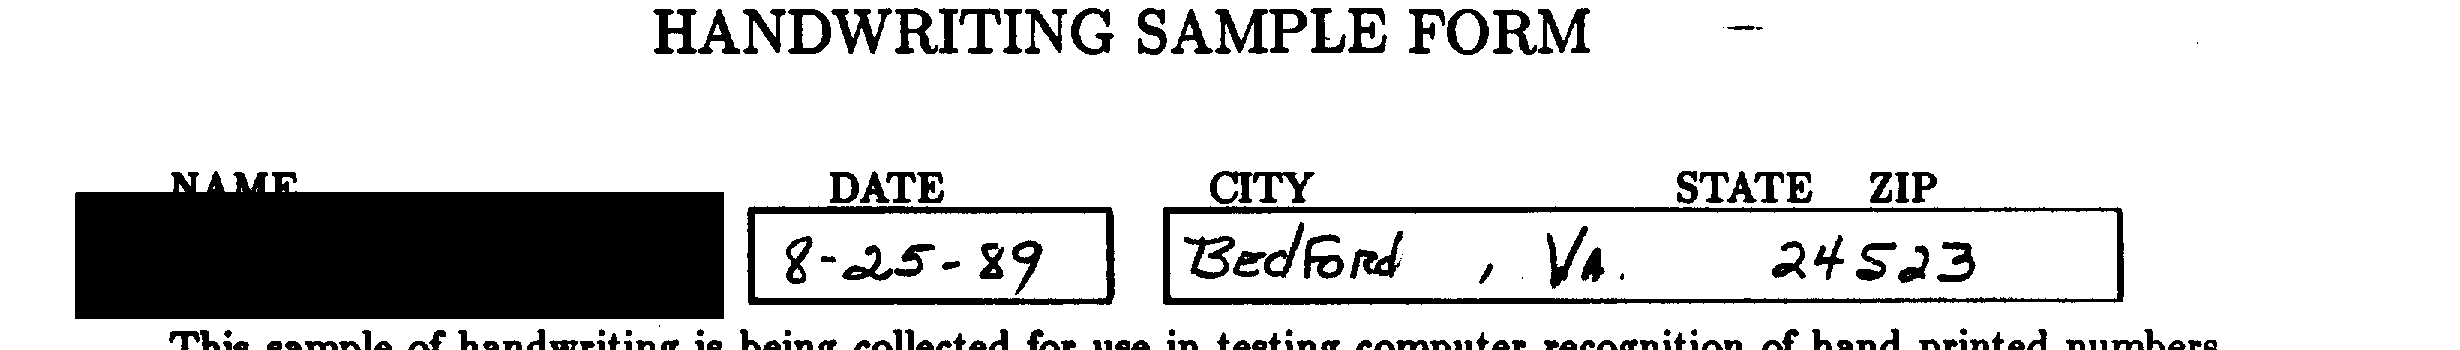 HANDWRITING SAMPLE FORM
NAME DATE CITY STATE ZIP
8-25-89 Bedford, Va. 24523
This sample of handwriting is being collected for use in testing computer recognition of hand printed numbers